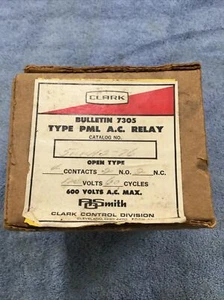 CLARK
BULLETIN 7305
TYPE PML A.C. RELAY
CATALOG NO.
OPEN TYPE
CONTACTS N.O. N.C.
VOLTS CYCLES
600 VOLTS A.C. MAX.
AOSmith
CLARK CONTROL DIVISION